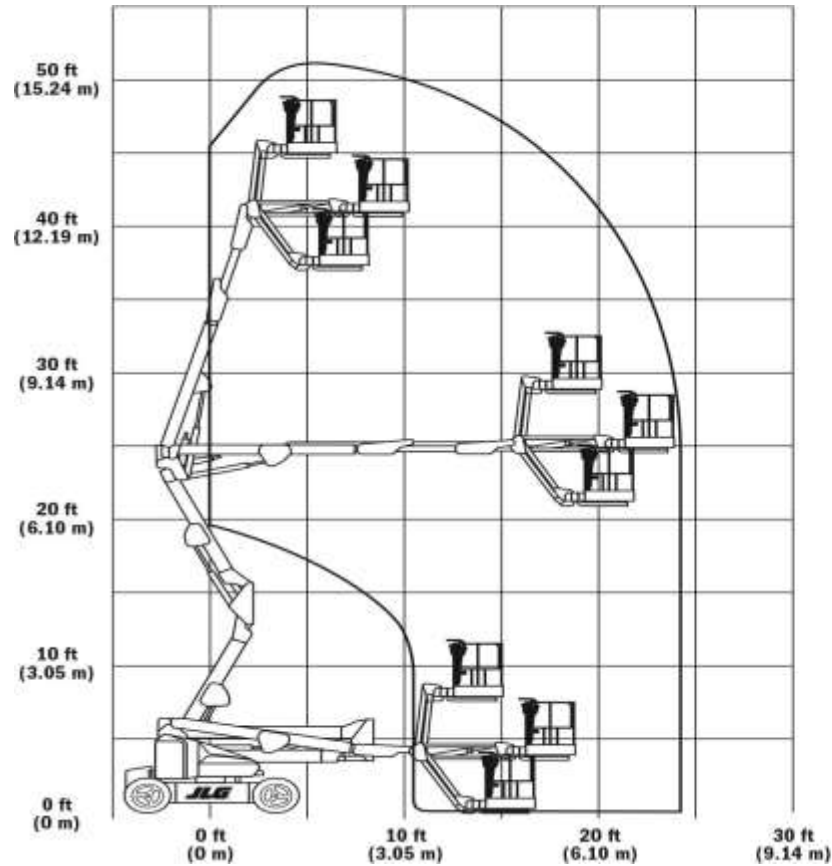 50 ft
(15.24 m)
40 ft
(12.19 m)
30 ft
(9.14 m)
20 ft
(6.10 m)
10 ft
(3.05 m)
0 ft
(0 m)
JLG
0 ft
(0 m)
10 ft
(3.05 m)
20 ft
(6.10 m)
30 ft
(9.14 m)